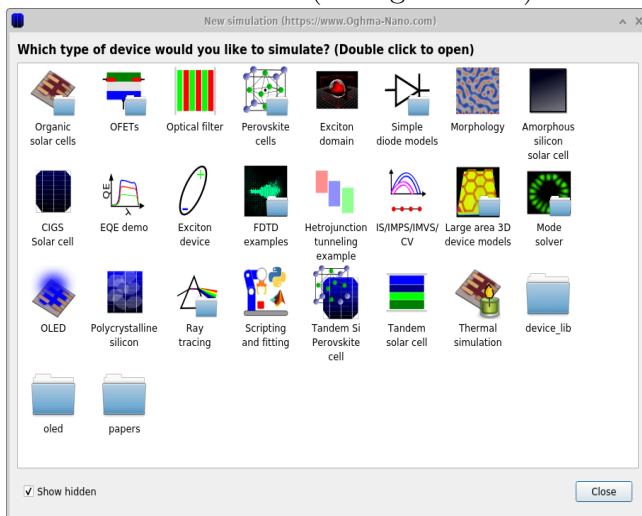 New simulation (https://www.Oghma-Nano.com)
Which type of device would you like to simulate? (Double click to open)
Organic solar cells
OFETs
Optical filter
Perovskite cells
Exciton domain
Simple diode models
Morphology
Amorphous silicon solar cell
CIGS Solar cell
QE
λ
EQE demo
Exciton device
FDTD examples
Hetrojunction tunneling example
IS/IMPS/IMVS/CV
Large area 3D device models
Mode solver
OLED
Polycrystalline silicon
Ray tracing
Scripting and fitting
Tandem Si Perovskite cell
Tandem solar cell
Thermal simulation
device_lib
oled
papers
Show hidden
Close